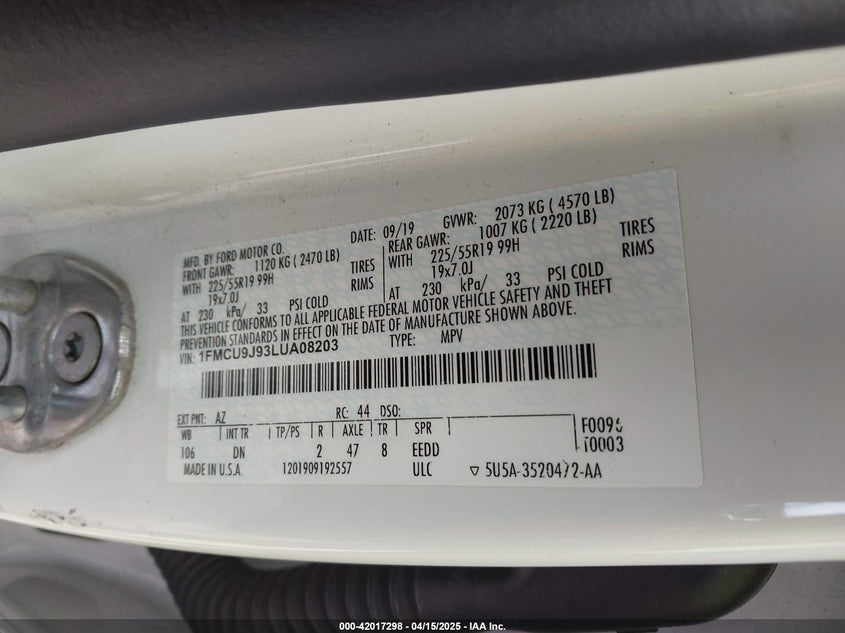 MFD. BY FORD MOTOR CO.
DATE: 09/19 GVWR: 2073 KG ( 4570 LB)
FRONT GAWR: 1120 KG ( 2470 LB) REAR GAWR: 1007 KG ( 2220 LB)
WITH 225/55R19 99H TIRES WITH 225/55R19 99H TIRES
19x7.0J RIMS 19x7.0J RIMS
AT 230 kPa/ 33 PSI COLD AT 230 kPa/ 33 PSI COLD
THIS VEHICLE CONFORMS TO ALL APPLICABLE FEDERAL MOTOR VEHICLE SAFETY AND THEFT
PREVENTION STANDARDS IN EFFECT ON THE DATE OF MANUFACTURE SHOWN ABOVE.
VIN: 1FMCU9J93LUA08203 TYPE: MPV
EXT PNT: AZ RC: 44 DSO:
WB INT TR TP/PS R AXLE TR SPR
106 DN 2 47 8 EEDD
MADE IN U.S.A 1201909192557 ULC 5U5A-3520472-AA
000-42017298 - 04/15/2025 - IAA Inc.